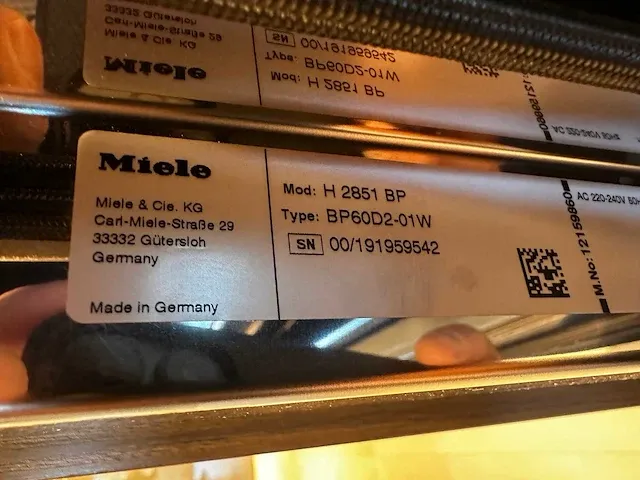 Miele
Miele & Cie. KG
Carl-Miele-Straße 29
33332 Gütersloh
Germany
Made in Germany
Mod: H 2851 BP
Type: BP60D2-01W
SN 00/191959542
M.No: 12159860
AC 220-240V